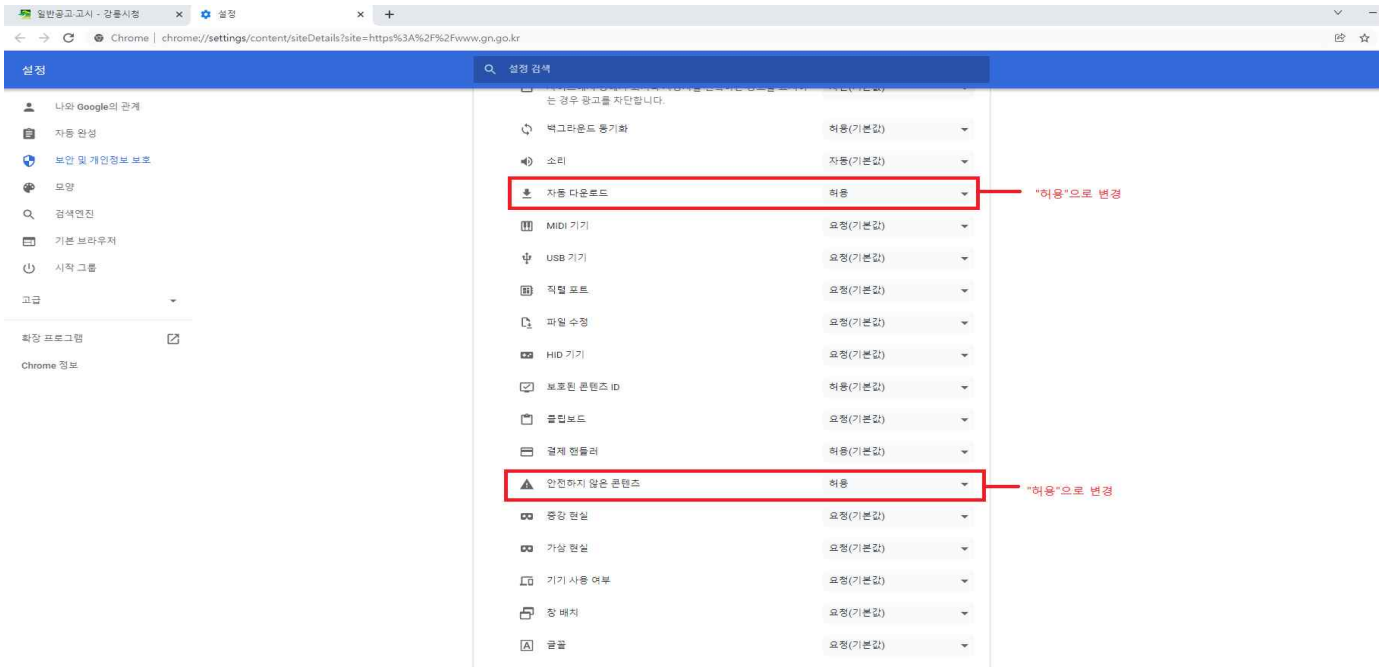 일반공고·고시 - 강릉시청
설정
Chrome | chrome://settings/content/siteDetails?site=https%3A%2F%2Fwww.gn.go.kr
설정
설정 검색
나와 Google의 관계
자동 완성
보안 및 개인정보 보호
모양
검색엔진
기본 브라우저
시작 그룹
고급
확장 프로그램
Chrome 정보
는 경우 광고를 차단합니다.
백그라운드 동기화 허용(기본값)
소리 자동(기본값)
자동 다운로드 허용
"허용"으로 변경
MIDI 기기 요청(기본값)
USB 기기 요청(기본값)
직렬 포트 요청(기본값)
파일 수정 요청(기본값)
HID 기기 요청(기본값)
보호된 콘텐츠 ID 허용(기본값)
클립보드 요청(기본값)
결제 핸들러 허용(기본값)
안전하지 않은 콘텐츠 허용
"허용"으로 변경
증강 현실 요청(기본값)
가상 현실 요청(기본값)
기기 사용 여부 요청(기본값)
창 배치 요청(기본값)
글꼴 요청(기본값)